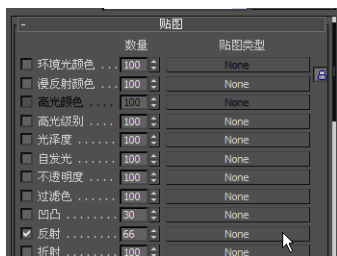 - 贴图
数量 贴图类型
环境光颜色 ... 100 None
漫反射颜色 ... 100 None
高光颜色 .... 100 None
高光级别 .... 100 None
光泽度 ...... 100 None
自发光 ...... 100 None
不透明度 .... 100 None
过滤色 ...... 100 None
凹凸 ........ 30 None
反射 ........ 66 None
折射 ........ 100 None